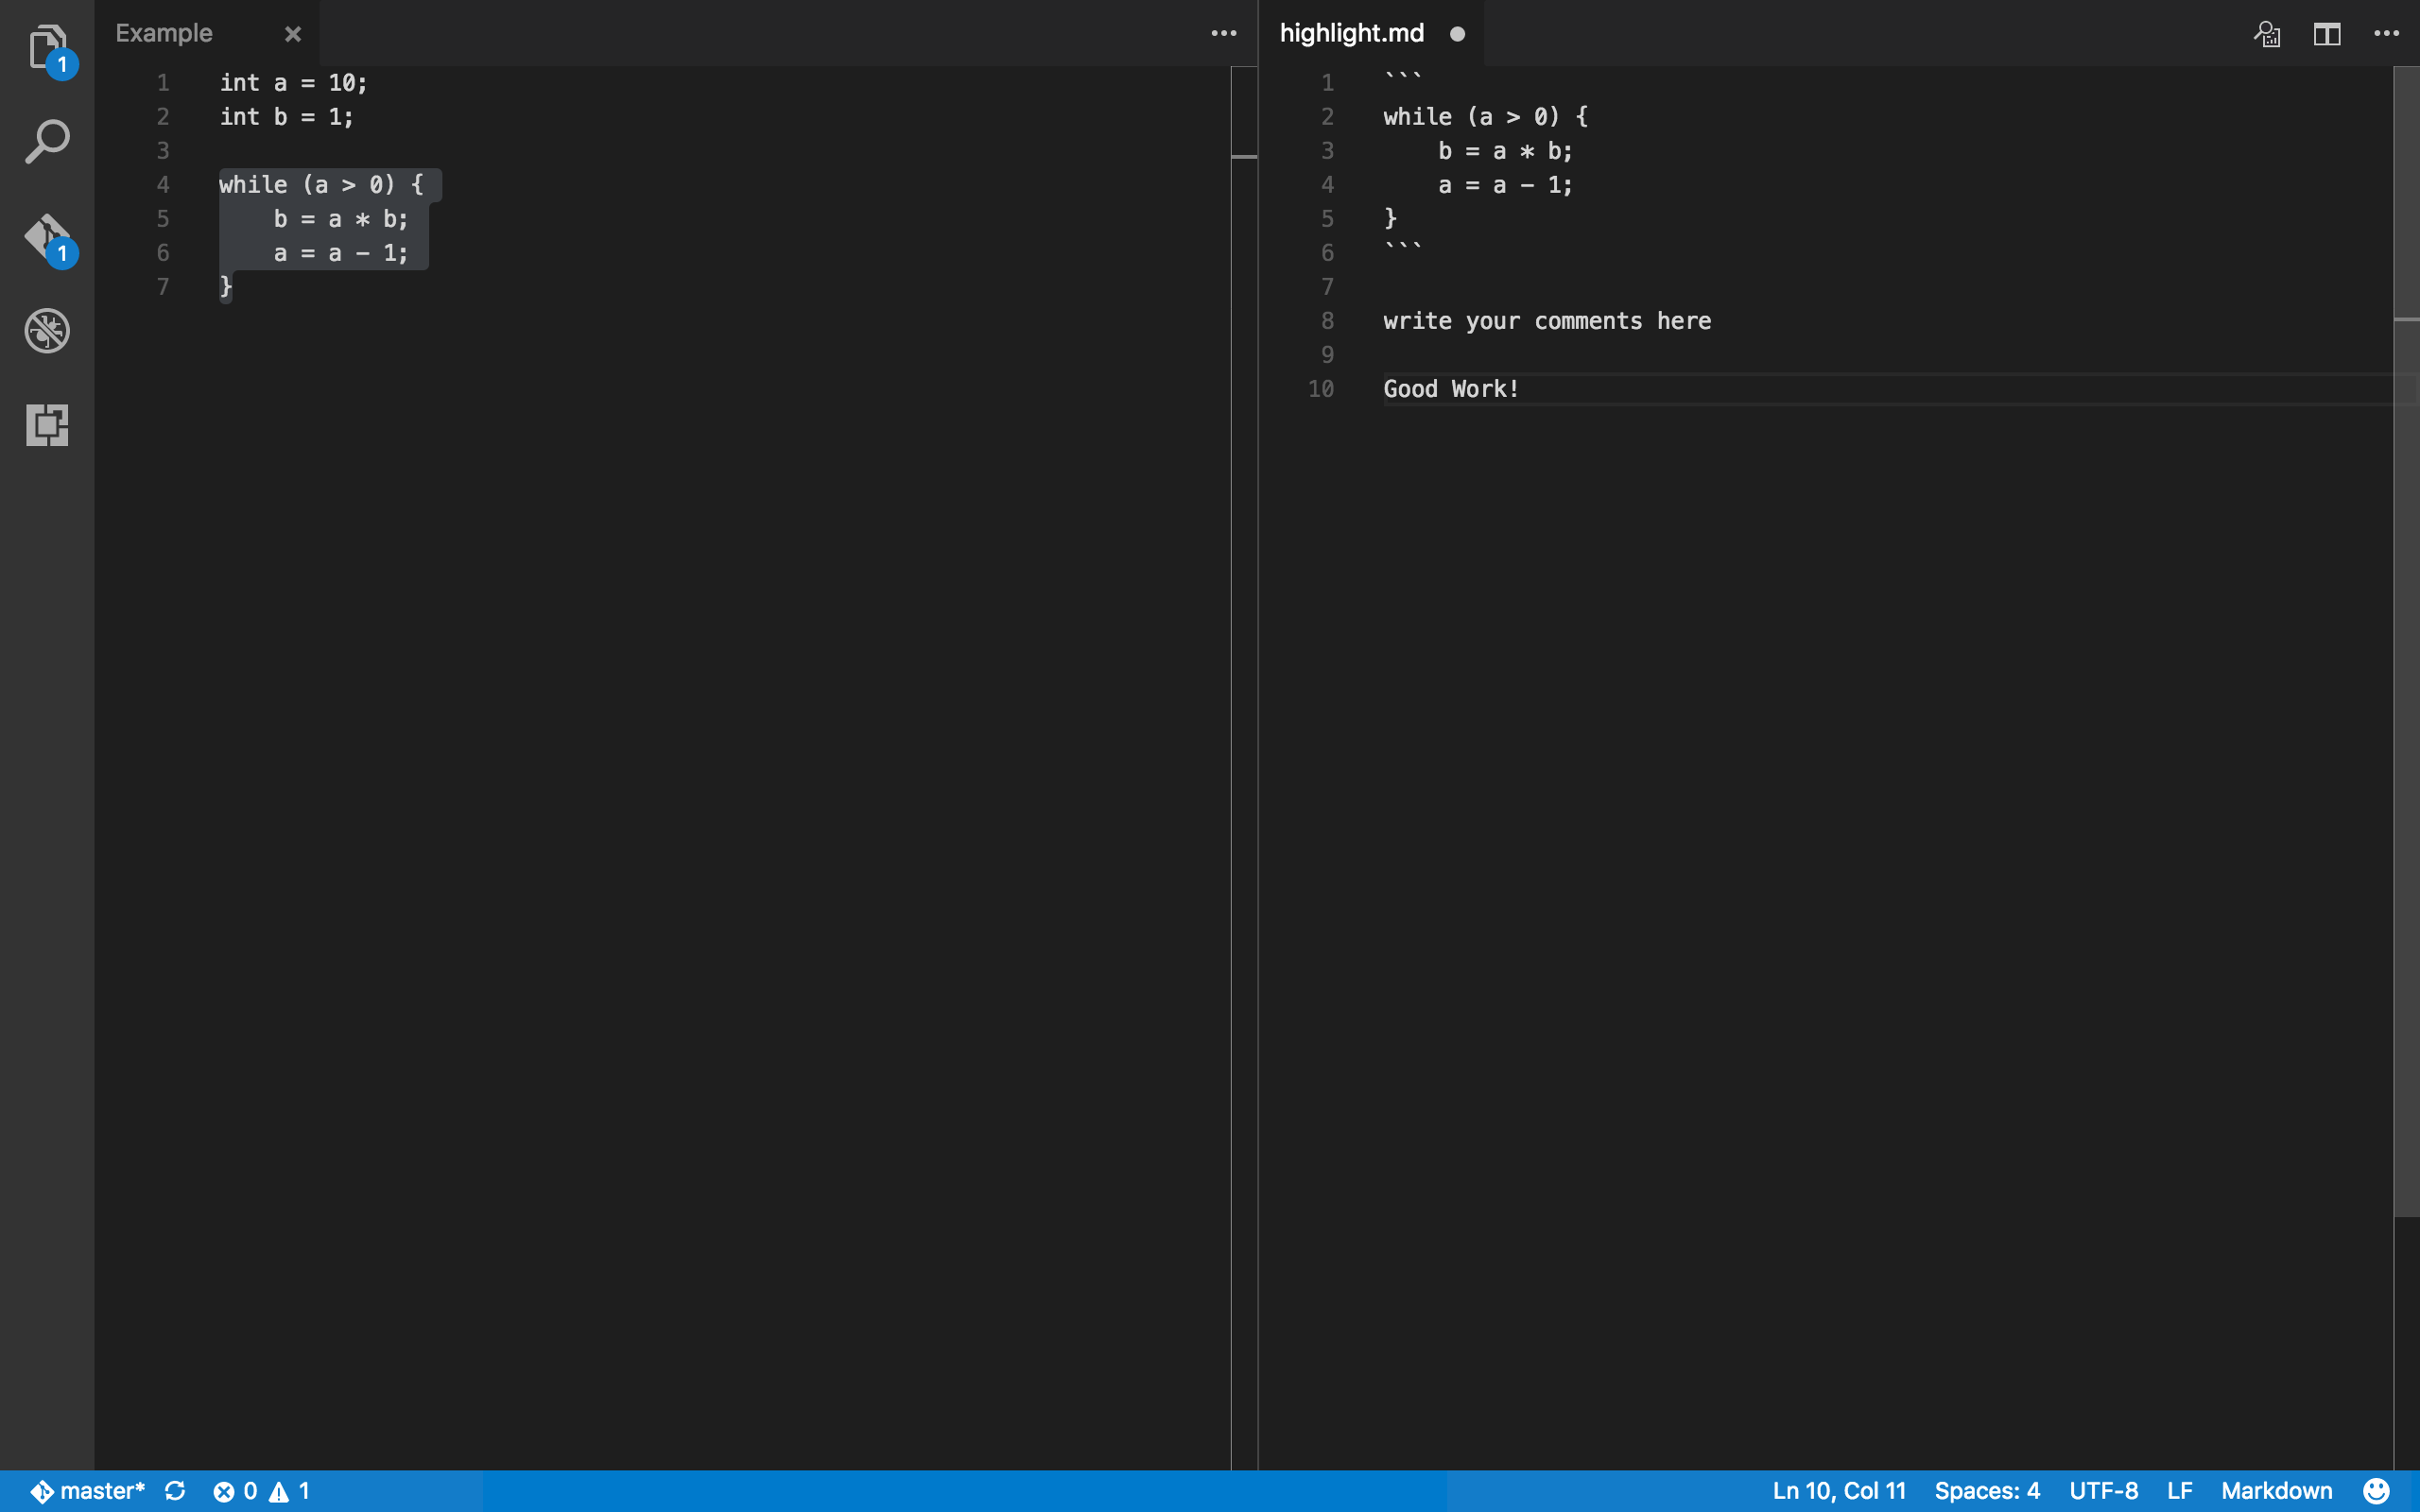 Example
1 int a = 10;
2 int b = 1;
3
4 while (a > 0) {
5     b = a * b;
6     a = a - 1;
7 }
highlight.md
1 ```
2 while (a > 0) {
3     b = a * b;
4     a = a - 1;
5 }
6 ```
7
8 write your comments here
9
10 Good Work!
1
1
master* 0 1
Ln 10, Col 11 Spaces: 4 UTF-8 LF Markdown